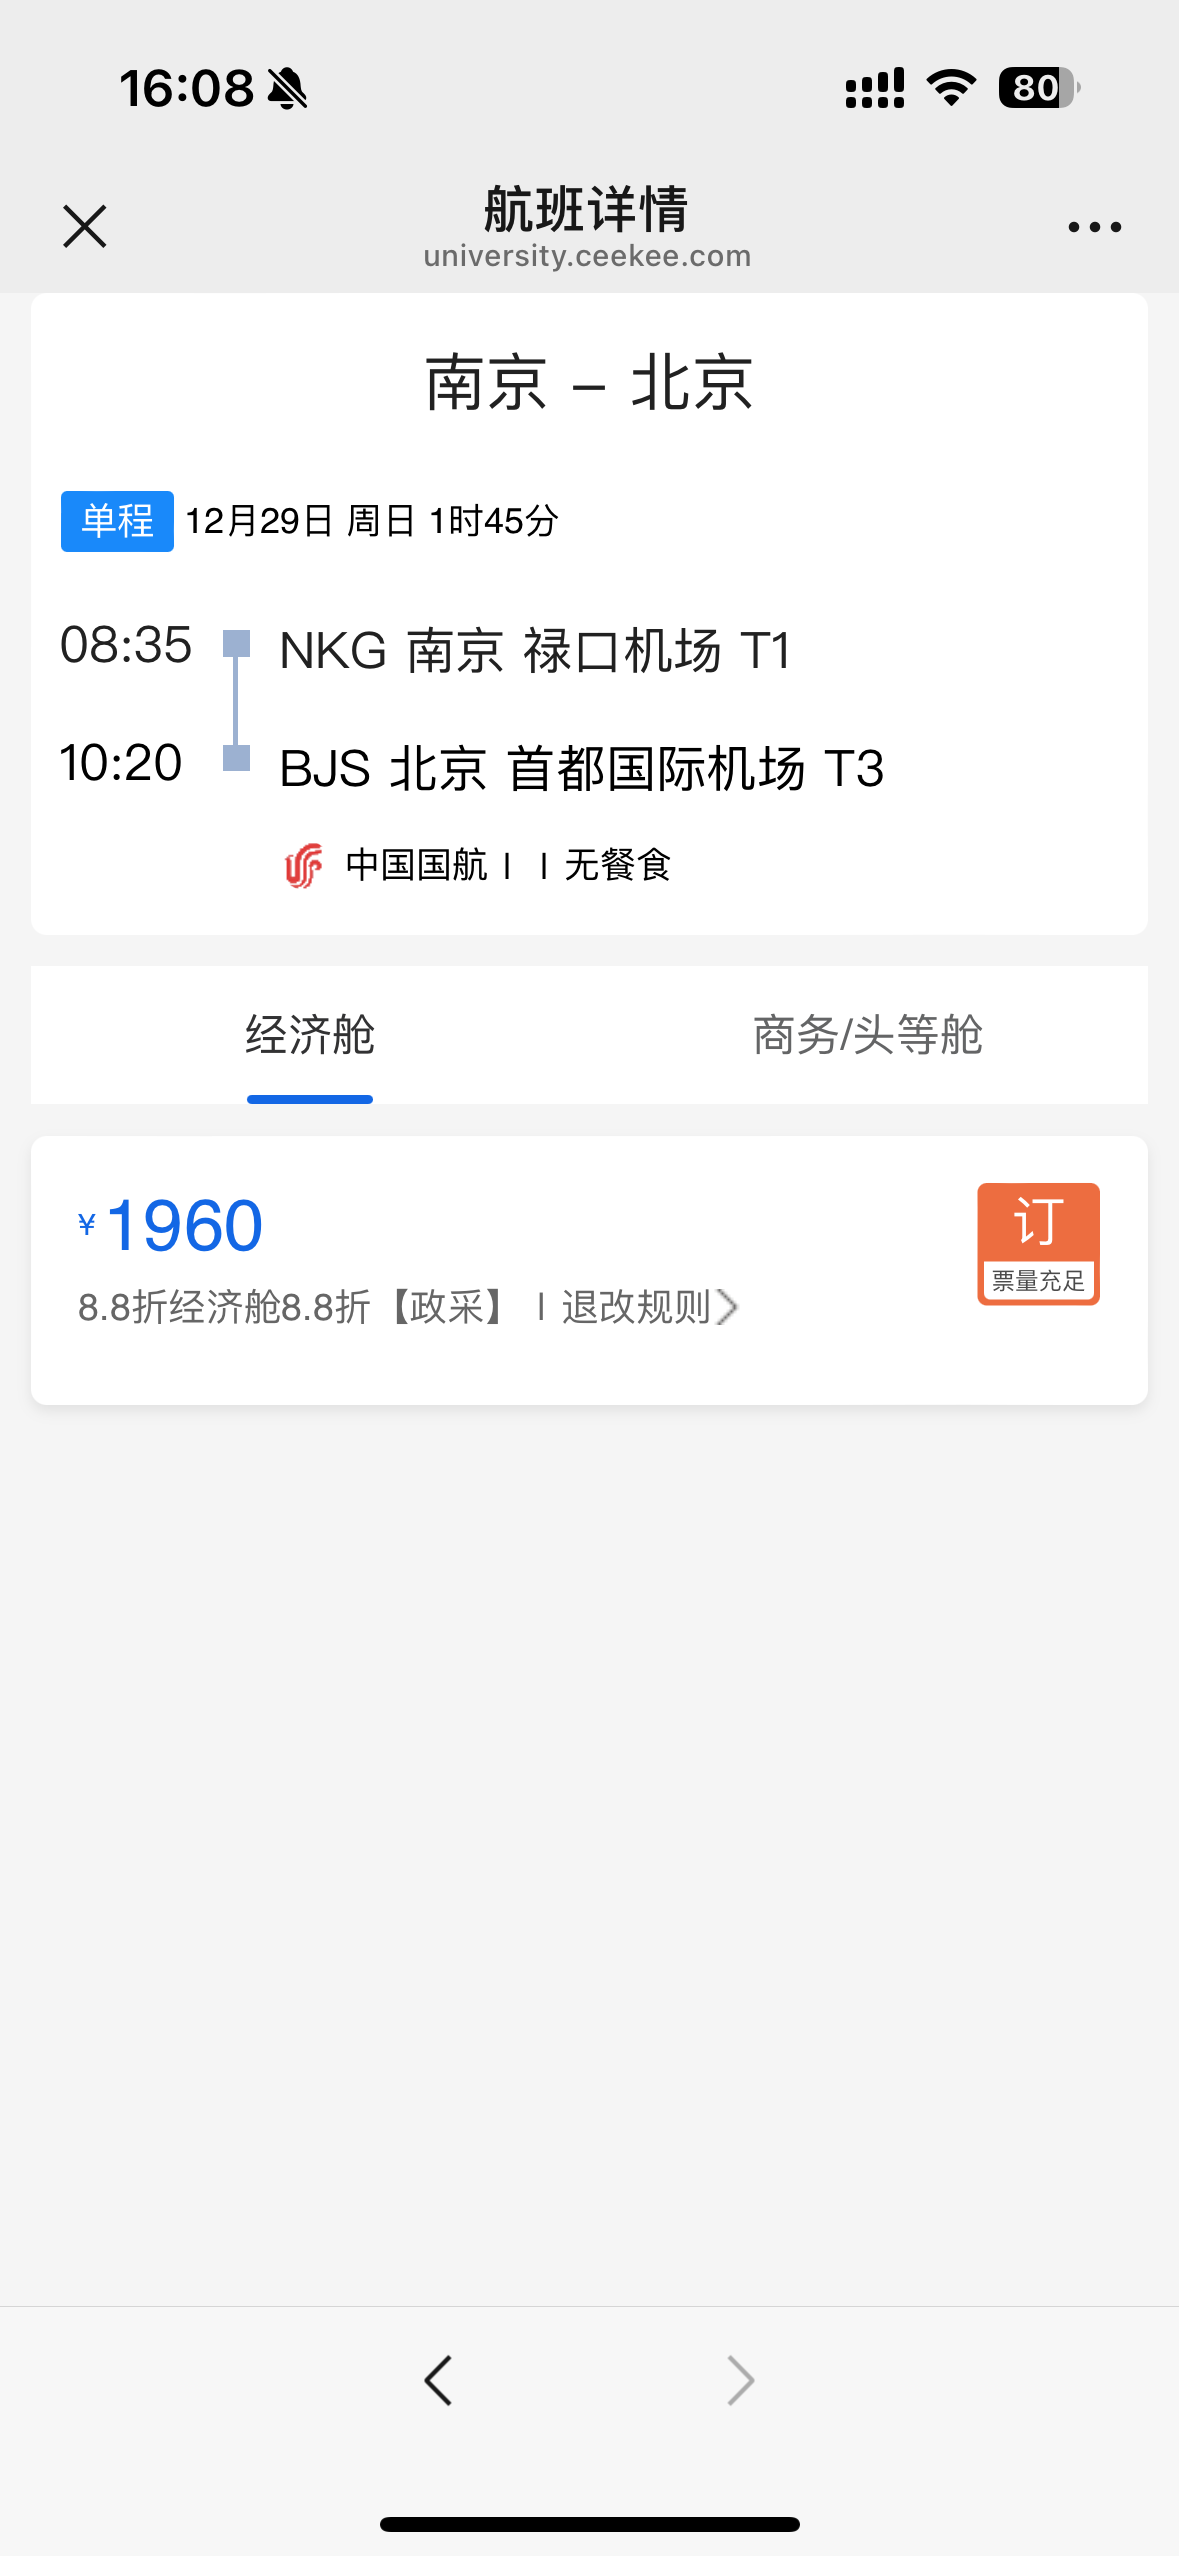 16:08
80
航班详情
university.ceekee.com
南京 – 北京
单程 12月29日 周日 1时45分
08:35 NKG 南京 禄口机场 T1
10:20 BJS 北京 首都国际机场 T3
中国国航 | | 无餐食
经济舱 商务/头等舱
¥1960
订
票量充足
8.8折经济舱8.8折【政采】 | 退改规则